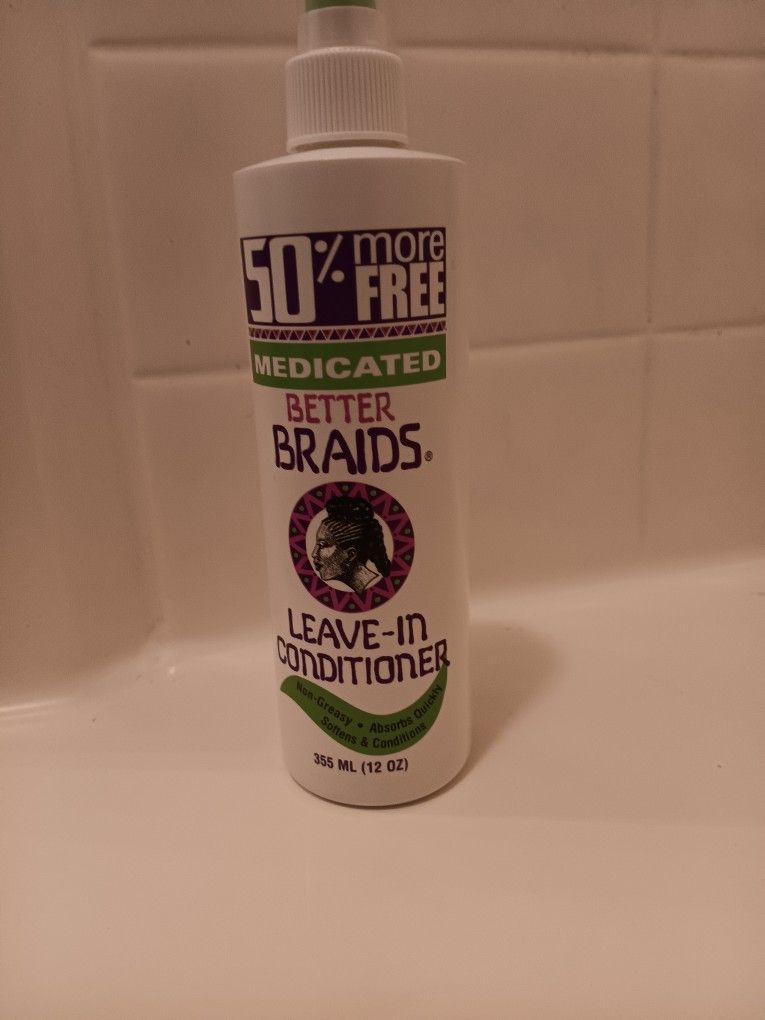 50% more
FREE
MEDICATED
BETTER
BRAIDS®
LEAVE-IN
CONDITIONER
Non-Greasy • Absorbs Quickly
Softens & Conditions
355 ML (12 OZ)